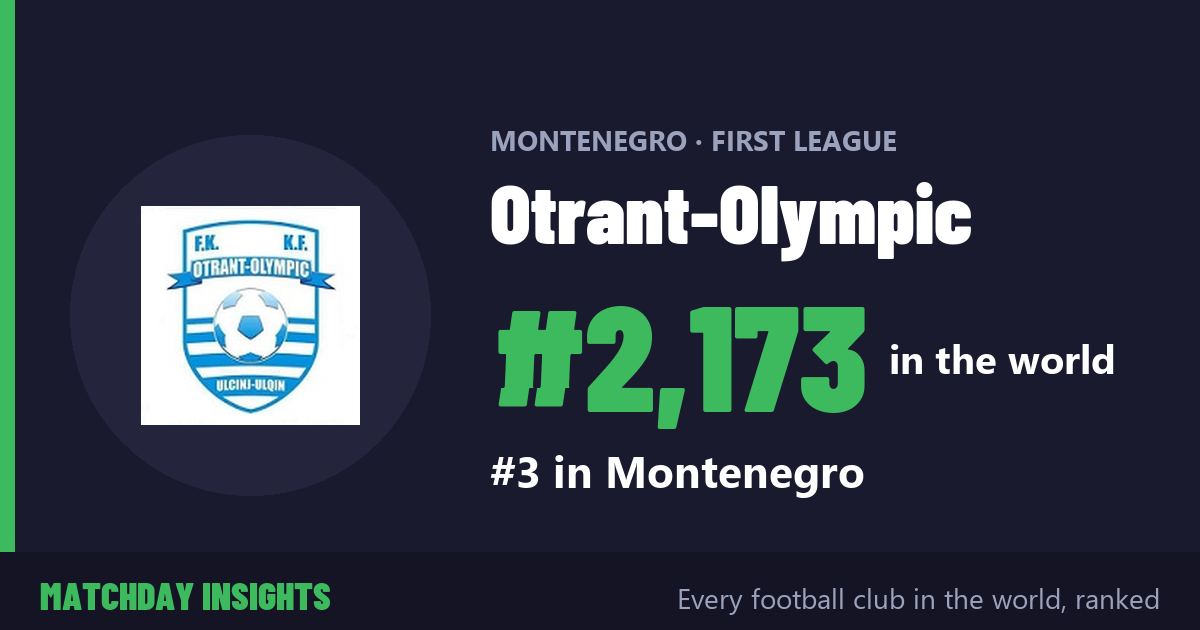 MONTENEGRO · FIRST LEAGUE
Otrant-Olympic
F.K. K.F.
OTRANT-OLYMPIC
ULCINJ-ULQIN
#2,173 in the world
#3 in Montenegro
MATCHDAY INSIGHTS
Every football club in the world, ranked